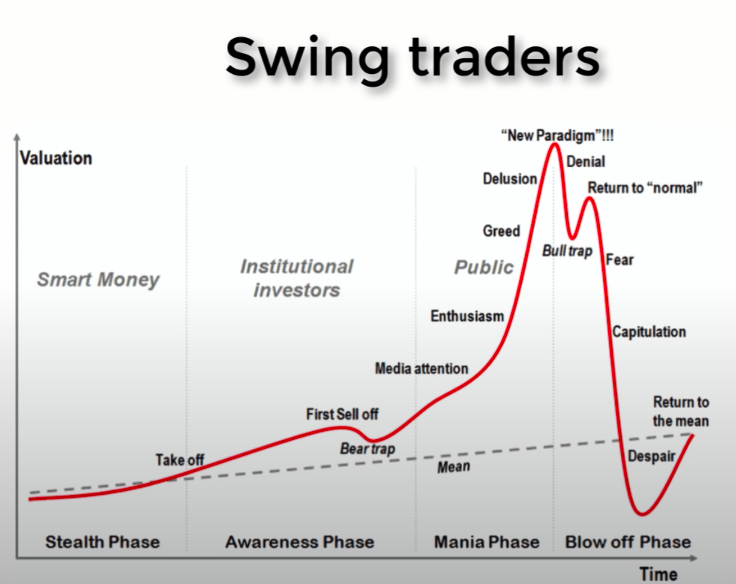 Swing traders
Valuation
"New Paradigm"!!!
Denial
Delusion
Return to "normal"
Greed
Bull trap
Fear
Smart Money
Institutional
investors
Public
Enthusiasm
Capitulation
Media attention
First Sell off
Return to
the mean
Bear trap
Take off
Mean
Despair
Stealth Phase
Awareness Phase
Mania Phase
Blow off Phase
Time